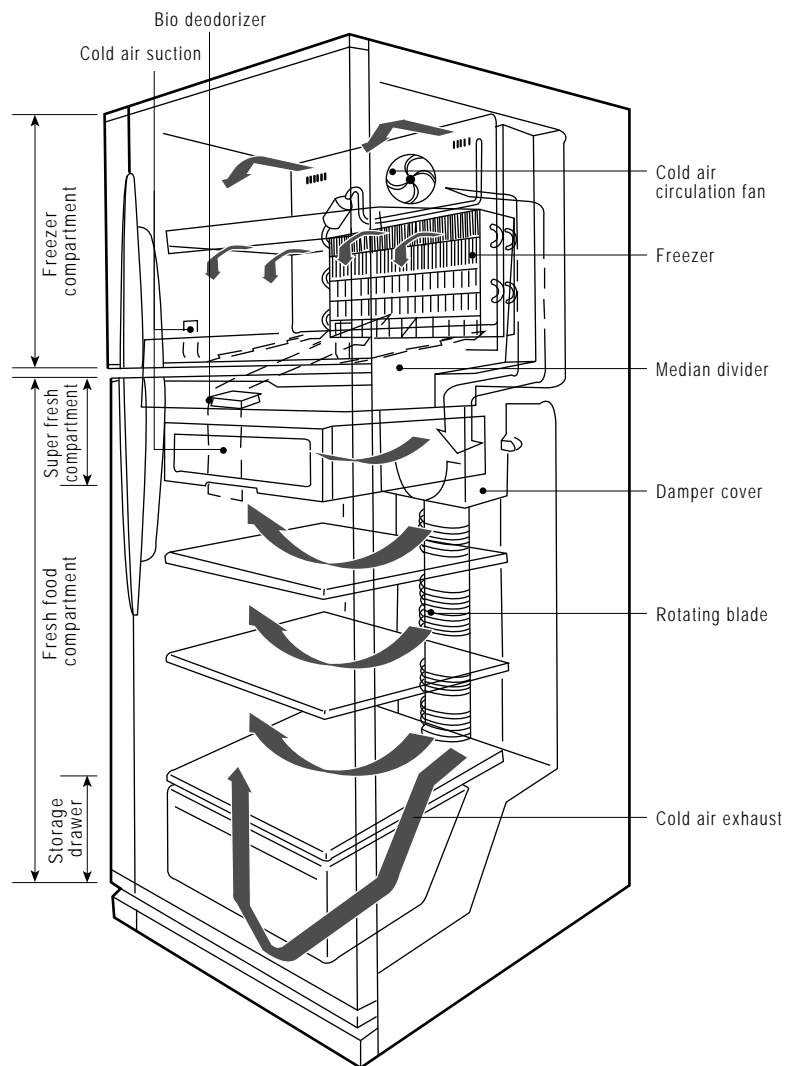 Bio deodorizer
Cold air suction
Freezer
compartment
Super fresh
compartment
Fresh food
compartment
Storage
drawer
Cold air
circulation fan
Freezer
Median divider
Damper cover
Rotating blade
Cold air exhaust